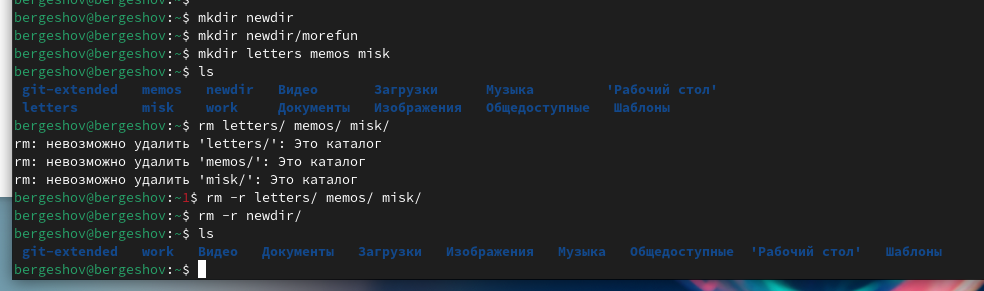 bergeshov@bergeshov:~$
bergeshov@bergeshov:~$ mkdir newdir
bergeshov@bergeshov:~$ mkdir newdir/morefun
bergeshov@bergeshov:~$ mkdir letters memos misk
bergeshov@bergeshov:~$ ls
git-extended memos newdir Видео Загрузки Музыка 'Рабочий стол'
letters misk work Документы Изображения Общедоступные Шаблоны
bergeshov@bergeshov:~$ rm letters/ memos/ misk/
rm: невозможно удалить 'letters/': Это каталог
rm: невозможно удалить 'memos/': Это каталог
rm: невозможно удалить 'misk/': Это каталог
bergeshov@bergeshov:~1$ rm -r letters/ memos/ misk/
bergeshov@bergeshov:~$ rm -r newdir/
bergeshov@bergeshov:~$ ls
git-extended work Видео Документы Загрузки Изображения Музыка Общедоступные 'Рабочий стол' Шаблоны
bergeshov@bergeshov:~$